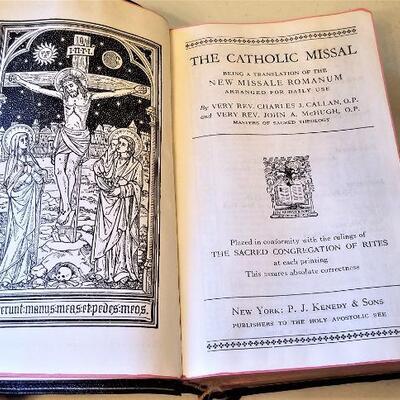 I·N·R·I
erunt:manus:meas:et:pedes:meos.
THE CATHOLIC MISSAL
BEING A TRANSLATION OF THE
NEW MISSALE ROMANUM
ARRANGED FOR DAILY USE
By VERY REV. CHARLES J. CALLAN, O.P.
and VERY REV. JOHN A. McHUGH, O.P.
MASTERS OF SACRED THEOLOGY
Placed in conformity with the rulings of
THE SACRED CONGREGATION OF RITES
at each printing
This assures absolute correctness
NEW YORK: P. J. KENEDY & SONS
PUBLISHERS TO THE HOLY APOSTOLIC SEE